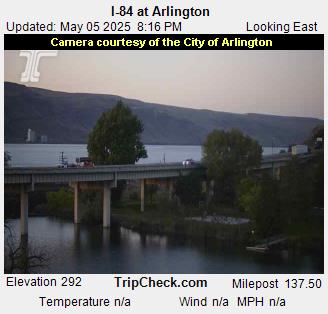 I-84 at Arlington
Updated: May 05 2025 8:16 PM Looking East
Camera courtesy of the City of Arlington
Elevation 292 TripCheck.com Milepost 137.50
Temperature n/a Wind n/a MPH n/a